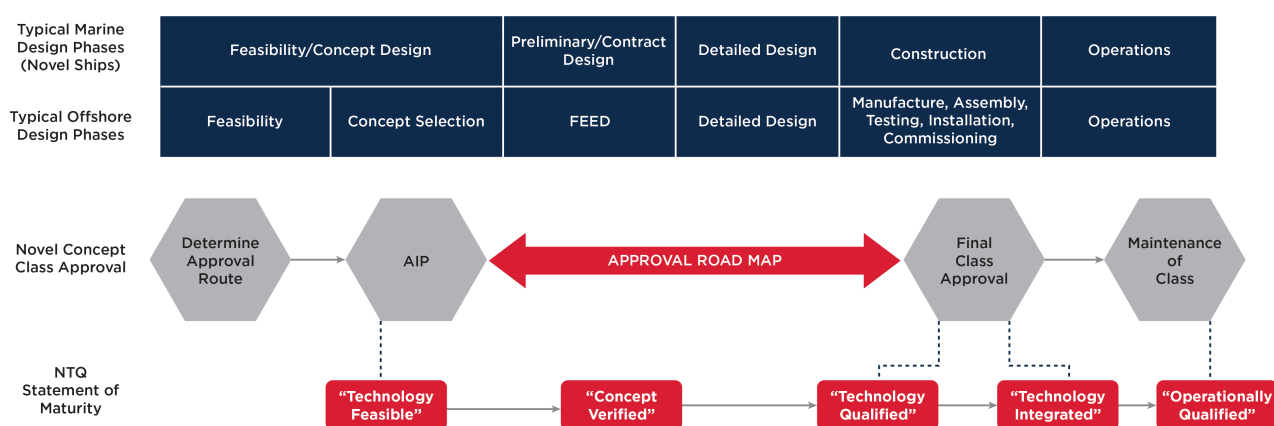 Typical Marine
Design Phases
(Novel Ships)
Feasibility/Concept Design
Preliminary/Contract
Design
Detailed Design
Construction
Operations
Typical Offshore
Design Phases
Feasibility
Concept Selection
FEED
Detailed Design
Manufacture, Assembly,
Testing, Installation,
Commissioning
Operations
Novel Concept
Class Approval
Determine
Approval
Route
AIP
APPROVAL ROAD MAP
Final
Class
Approval
Maintenance
of
Class
NTQ
Statement of
Maturity
“Technology
Feasible”
“Concept
Verified”
“Technology
Qualified”
“Technology
Integrated”
“Operationally
Qualified”